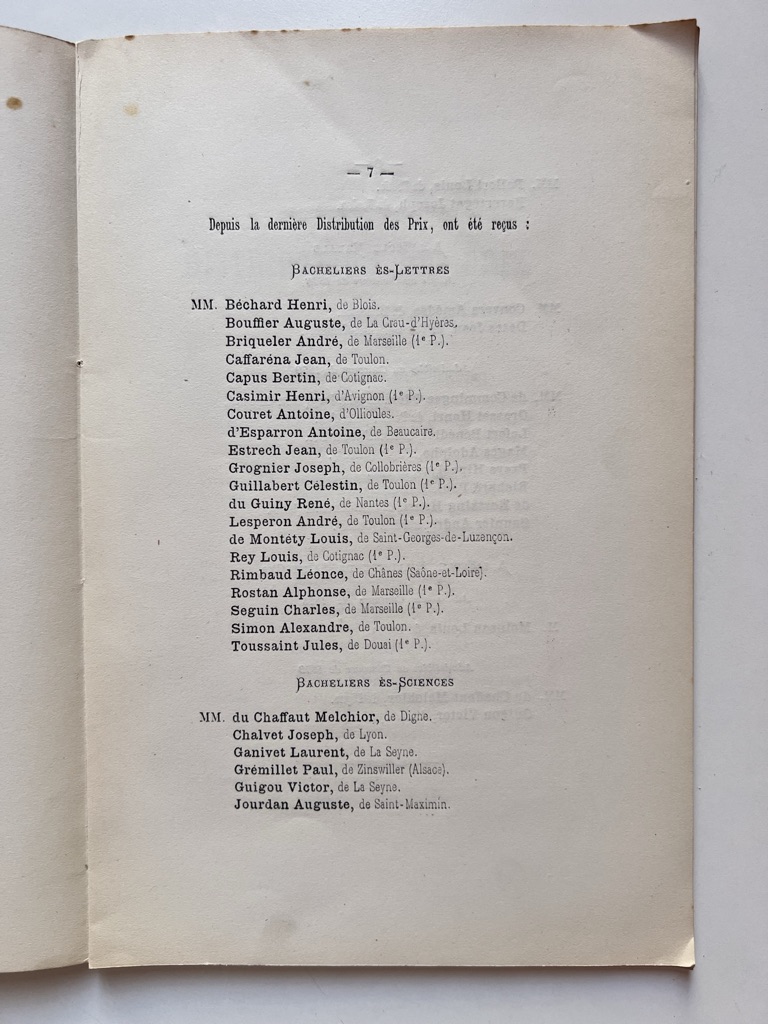 — 7 —
Depuis la dernière Distribution des Prix, ont été reçus :
BACHELIERS ÈS-LETTRES
MM. Béchard Henri, de Blois.
Bouffier Auguste, de La Crau-d'Hyères.
Briqueler André, de Marseille (1e P.).
Caffaréna Jean, de Toulon.
Capus Bertin, de Cotignac.
Casimir Henri, d'Avignon (1e P.).
Couret Antoine, d'Ollioules.
d'Esparron Antoine, de Beaucaire.
Estrech Jean, de Toulon (1e P.).
Grognier Joseph, de Collobrières (1e P.).
Guillabert Célestin, de Toulon (1e P.).
du Guiny René, de Nantes (1e P.).
Lesperon André, de Toulon (1e P.).
de Montéty Louis, de Saint-Georges-de-Luzençon.
Rey Louis, de Cotignac (1e P.).
Rimbaud Léonce, de Chânes (Saône-et-Loire).
Rostan Alphonse, de Marseille (1e P.).
Seguin Charles, de Marseille (1e P.).
Simon Alexandre, de Toulon.
Toussaint Jules, de Douai (1e P.).
BACHELIERS ÈS-SCIENCES
MM. du Chaffaut Melchior, de Digne.
Chalvet Joseph, de Lyon.
Ganivet Laurent, de La Seyne.
Grémillet Paul, de Zinswiller (Alsace).
Guigou Victor, de La Seyne.
Jourdan Auguste, de Saint-Maximin.